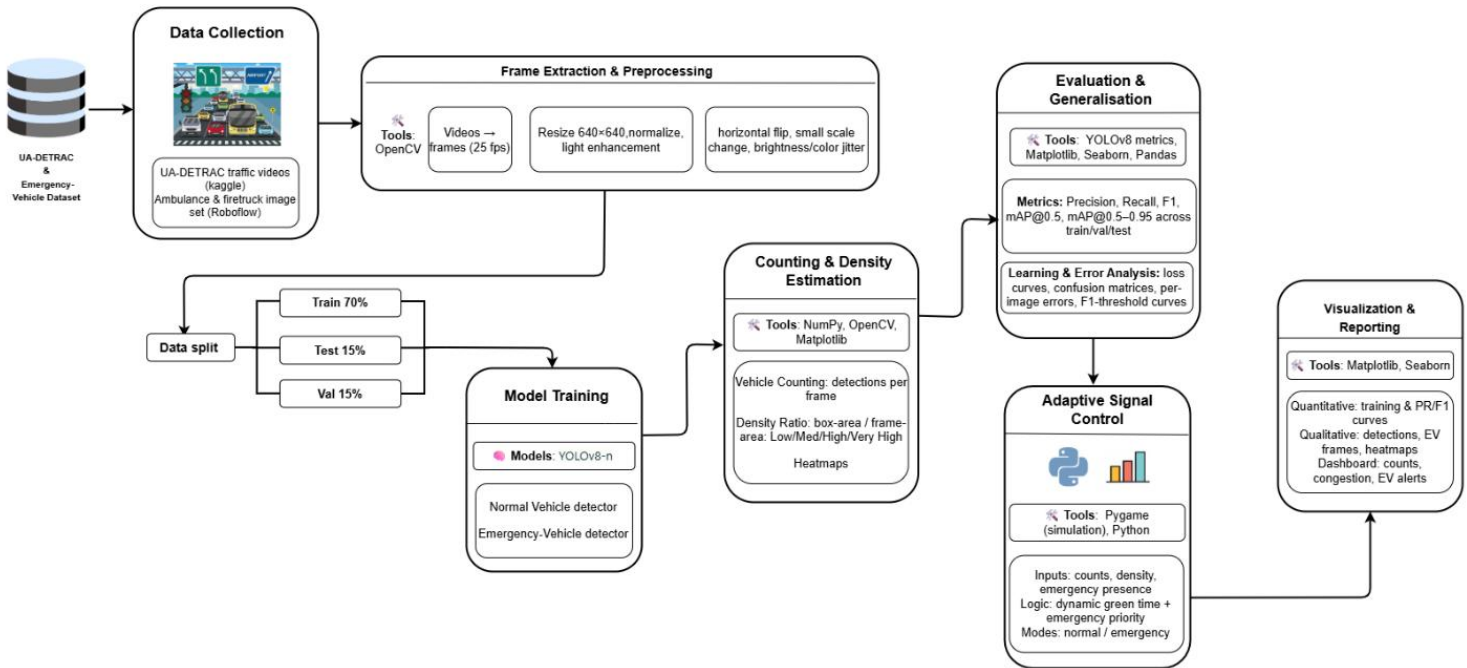 UA-DETRAC
&
Emergency-
Vehicle Dataset
Data Collection
AIRPORT
UA-DETRAC traffic videos
(kaggle)
Ambulance & firetruck image
set (Roboflow)
Frame Extraction & Preprocessing
Tools:
OpenCV
Videos →
frames (25 fps)
Resize 640×640,normalize,
light enhancement
horizontal flip, small scale
change, brightness/color jitter
Data split
Train 70%
Test 15%
Val 15%
Model Training
Models: YOLOv8-n
Normal Vehicle detector
Emergency-Vehicle detector
Counting & Density
Estimation
Tools: NumPy, OpenCV,
Matplotlib
Vehicle Counting: detections per
frame
Density Ratio: box-area / frame-
area: Low/Med/High/Very High
Heatmaps
Evaluation &
Generalisation
Tools: YOLOv8 metrics,
Matplotlib, Seaborn, Pandas
Metrics: Precision, Recall, F1,
mAP@0.5, mAP@0.5–0.95 across
train/val/test
Learning & Error Analysis: loss
curves, confusion matrices, per-
image errors, F1-threshold curves
Adaptive Signal
Control
Tools: Pygame
(simulation), Python
Inputs: counts, density,
emergency presence
Logic: dynamic green time +
emergency priority
Modes: normal / emergency
Visualization &
Reporting
Tools: Matplotlib, Seaborn
Quantitative: training & PR/F1
curves
Qualitative: detections, EV
frames, heatmaps
Dashboard: counts,
congestion, EV alerts